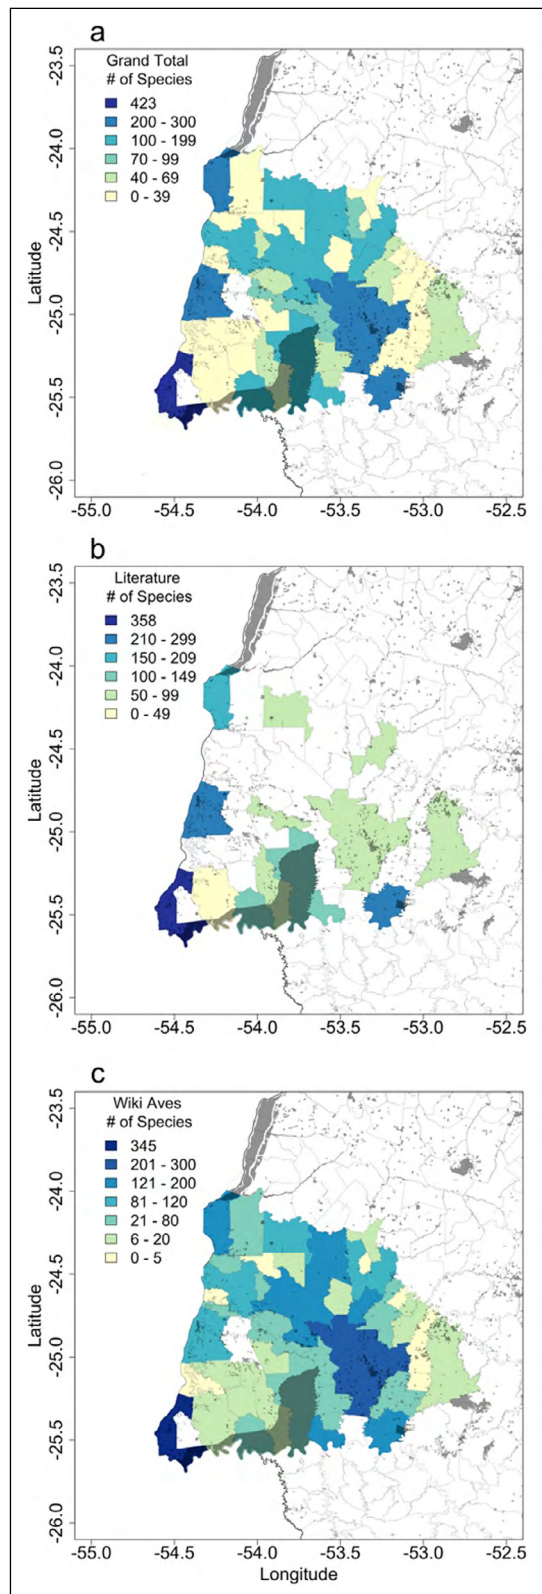 a
Grand Total
# of Species
423
200 - 300
100 - 199
70 - 99
40 - 69
0 - 39
Latitude
-23.5
-24.0
-24.5
-25.0
-25.5
-26.0
-55.0 -54.5 -54.0 -53.5 -53.0 -52.5
b
Literature
# of Species
358
210 - 299
150 - 209
100 - 149
50 - 99
0 - 49
Latitude
-23.5
-24.0
-24.5
-25.0
-25.5
-26.0
-55.0 -54.5 -54.0 -53.5 -53.0 -52.5
c
Wiki Aves
# of Species
345
201 - 300
121 - 200
81 - 120
21 - 80
6 - 20
0 - 5
Latitude
-23.5
-24.0
-24.5
-25.0
-25.5
-26.0
-55.0 -54.5 -54.0 -53.5 -53.0 -52.5
Longitude